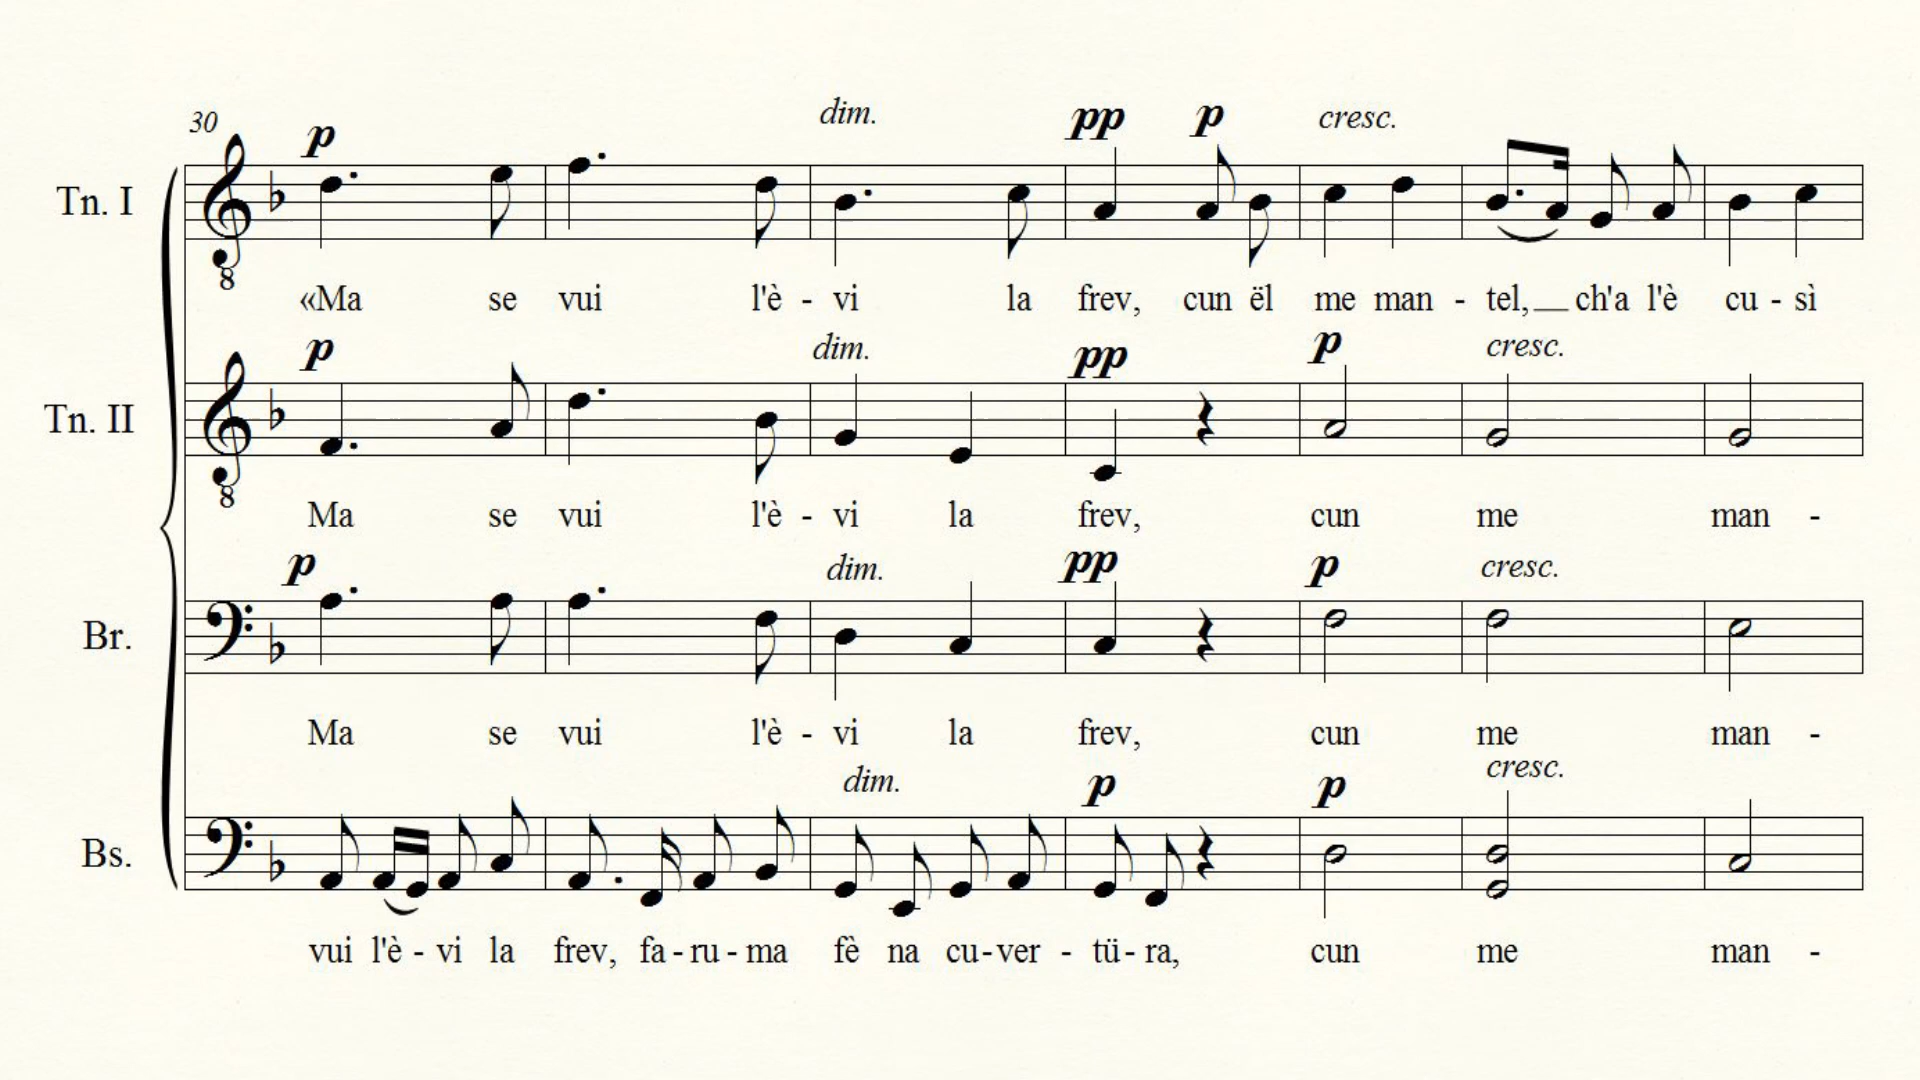 30 p dim. pp p cresc.
Tn. I
8
«Ma se vui l'è - vi la frev, cun ël me man - tel, ch'a l'è cu - sì
p dim. pp p cresc.
Tn. II
8
Ma se vui l'è - vi la frev, cun me man -
p dim. pp p cresc.
Br.
Ma se vui l'è - vi la frev, cun me man -
dim. p p cresc.
Bs.
vui l'è - vi la frev, fa - ru - ma fè na cu - ver - tü - ra, cun me man -